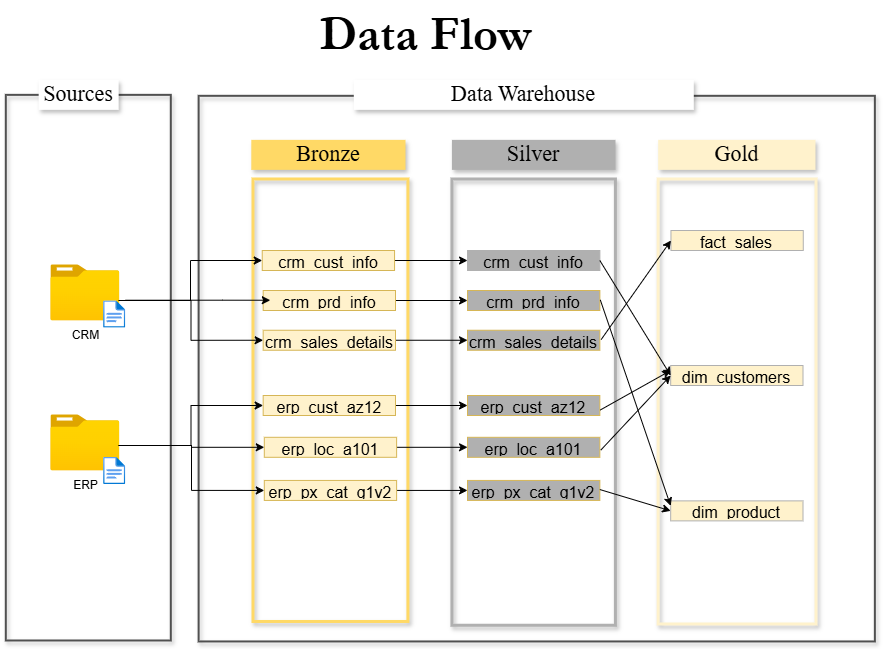 Data Flow
Sources
Data Warehouse
Bronze
Silver
Gold
fact_sales
crm_cust_info
crm_cust_info
crm_prd_info
crm_prd_info
CRM
crm_sales_details
crm_sales_details
dim_customers
erp_cust_az12
erp_cust_az12
erp_loc_a101
erp_loc_a101
ERP
erp_px_cat_g1v2
erp_px_cat_g1v2
dim_product